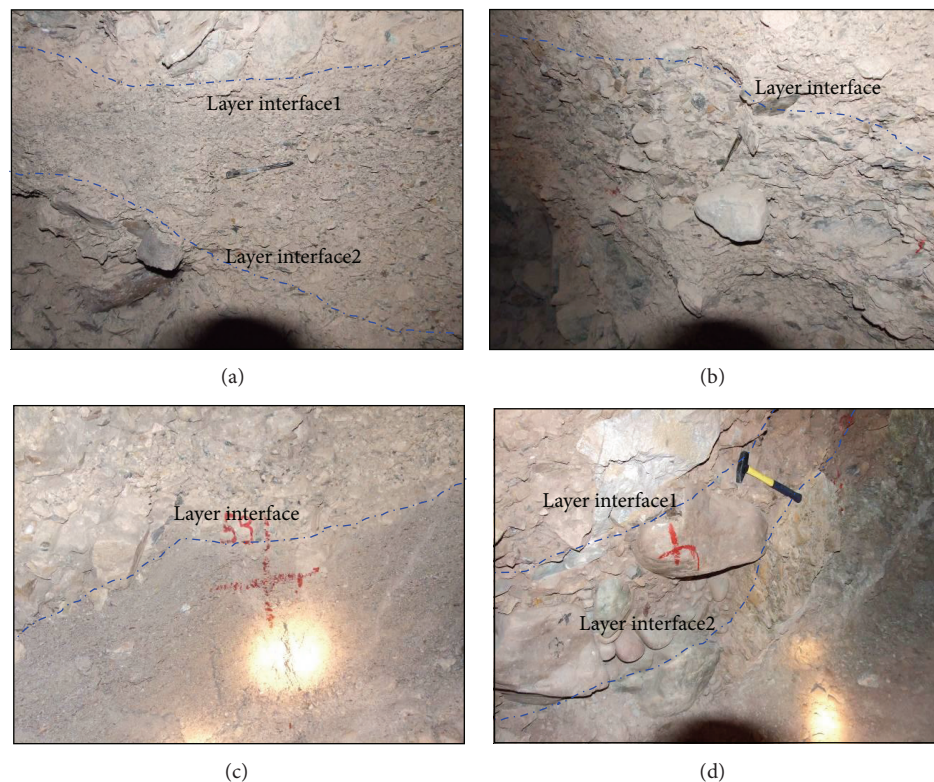 Layer interface1
Layer interface2
(a)
Layer interface
(b)
Layer interface
(c)
Layer interface1
Layer interface2
(d)